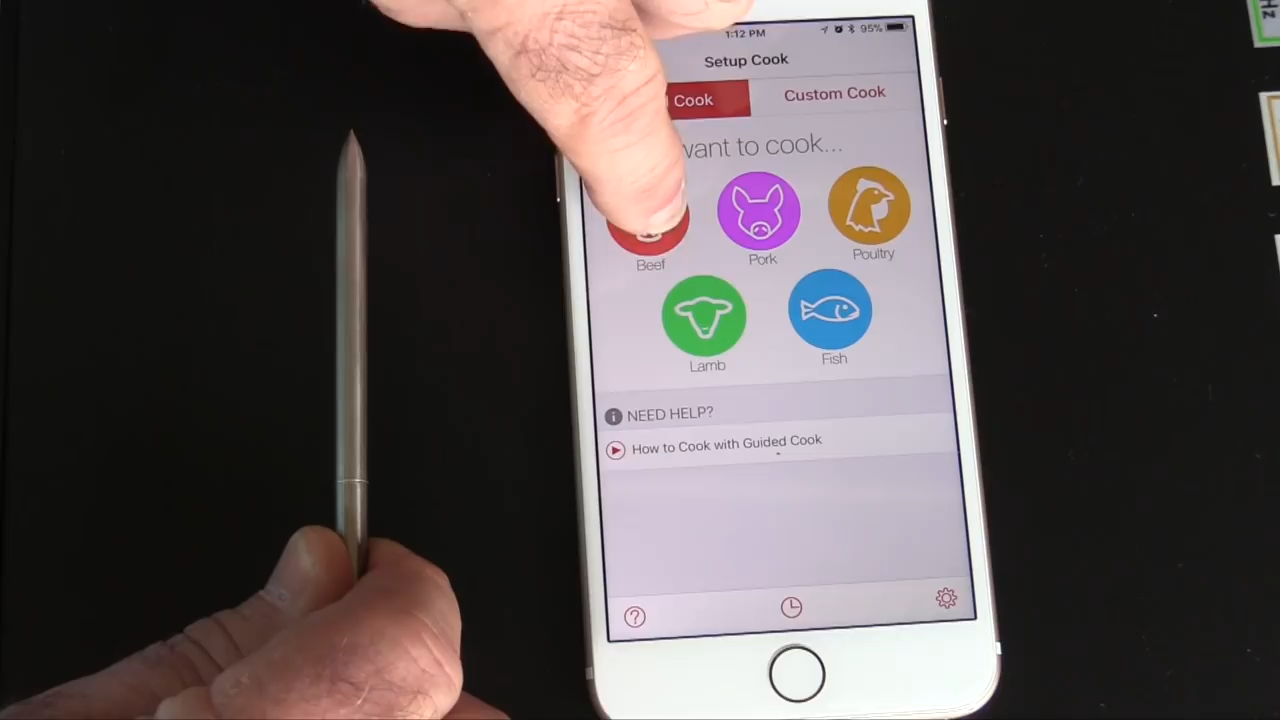 1:12 PM 95%
Setup Cook
Cook Custom Cook
want to cook...
Beef Pork Poultry
Lamb Fish
NEED HELP?
How to Cook with Guided Cook
Hz